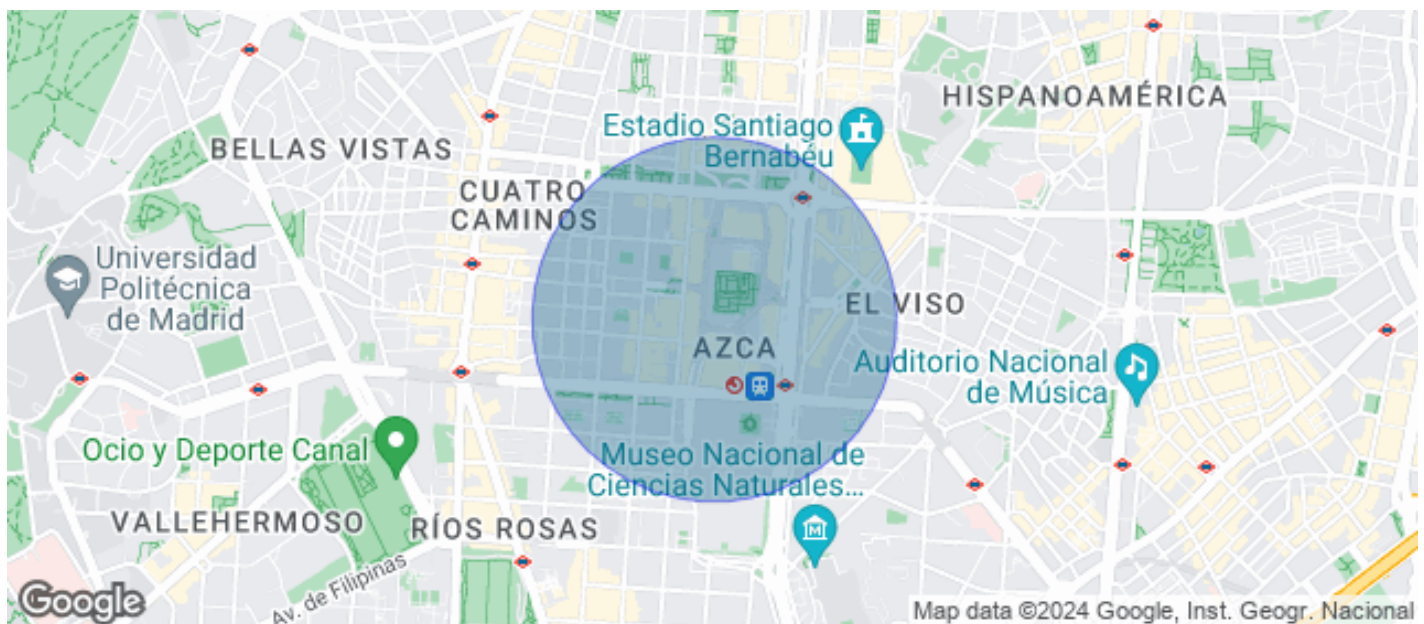 HISPANOAMÉRICA
Estadio Santiago
Bernabéu
BELLAS VISTAS
CUATRO
CAMINOS
Universidad
Politécnica
de Madrid
EL VISO
AZCA
Auditorio Nacional
de Música
Ocio y Deporte Canal
Museo Nacional de
Ciencias Naturales...
M
VALLEHERMOSO
RÍOS ROSAS
Av. de Filipinas
Google
Map data ©2024 Google, Inst. Geogr. Nacional